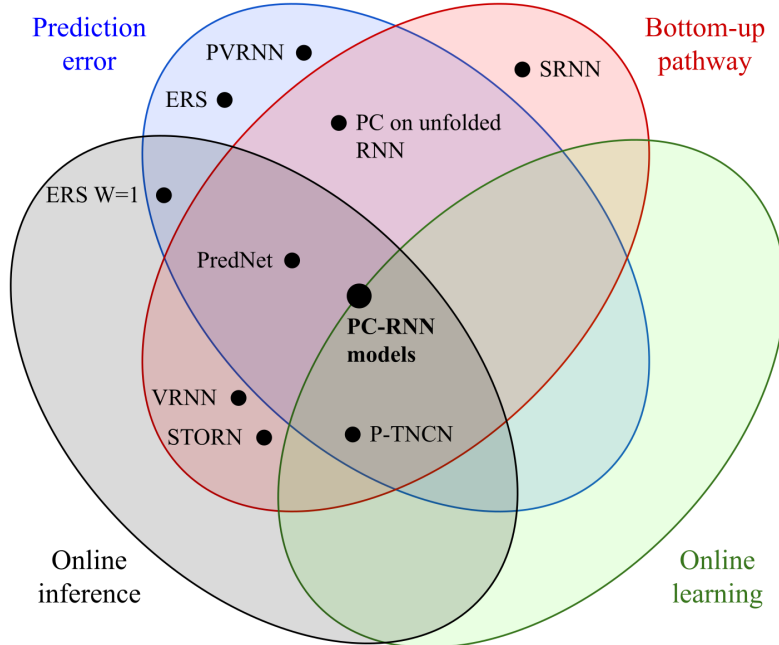 Prediction
error
Bottom-up
pathway
PVRNN
SRNN
ERS
PC on unfolded
RNN
ERS W=1
PredNet
PC-RNN
models
VRNN
STORN
P-TNCN
Online
inference
Online
learning